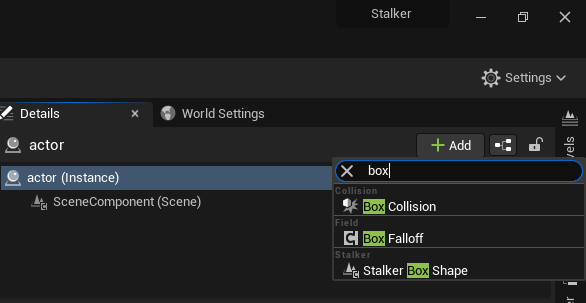 Stalker
Settings
Details
World Settings
actor
Add
actor (Instance)
SceneComponent (Scene)
box
Collision
Box Collision
Field
Box Falloff
Stalker
Stalker Box Shape